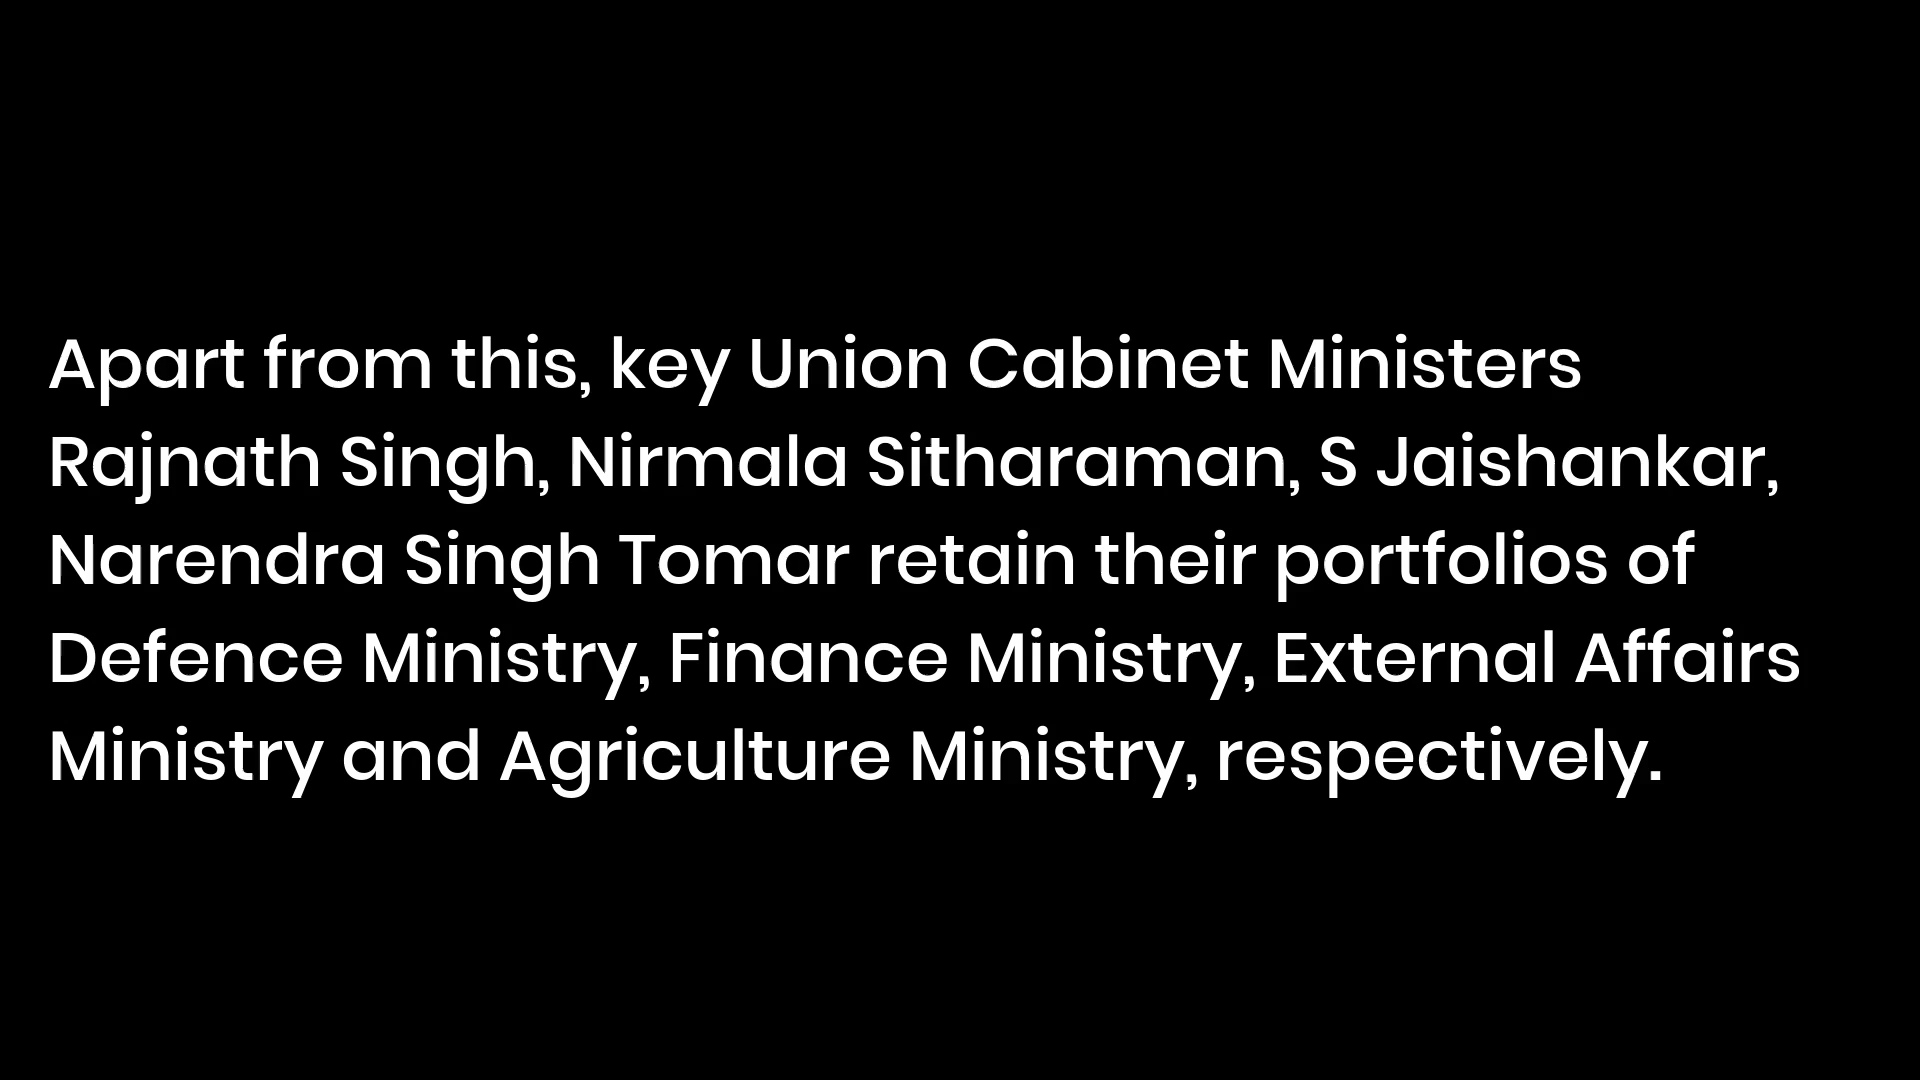 Apart from this, key Union Cabinet Ministers
Rajnath Singh, Nirmala Sitharaman, S Jaishankar,
Narendra Singh Tomar retain their portfolios of
Defence Ministry, Finance Ministry, External Affairs
Ministry and Agriculture Ministry, respectively.